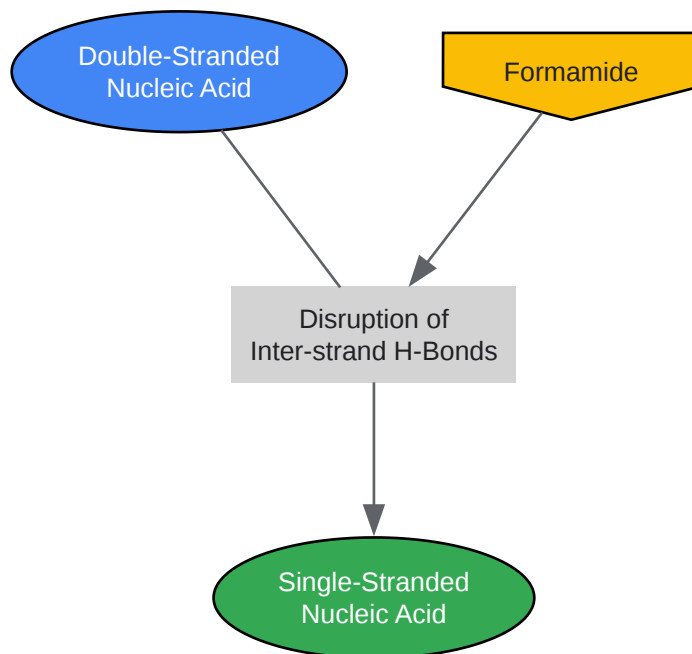 Double-Stranded
Nucleic Acid
Formamide
Disruption of
Inter-strand H-Bonds
Single-Stranded
Nucleic Acid